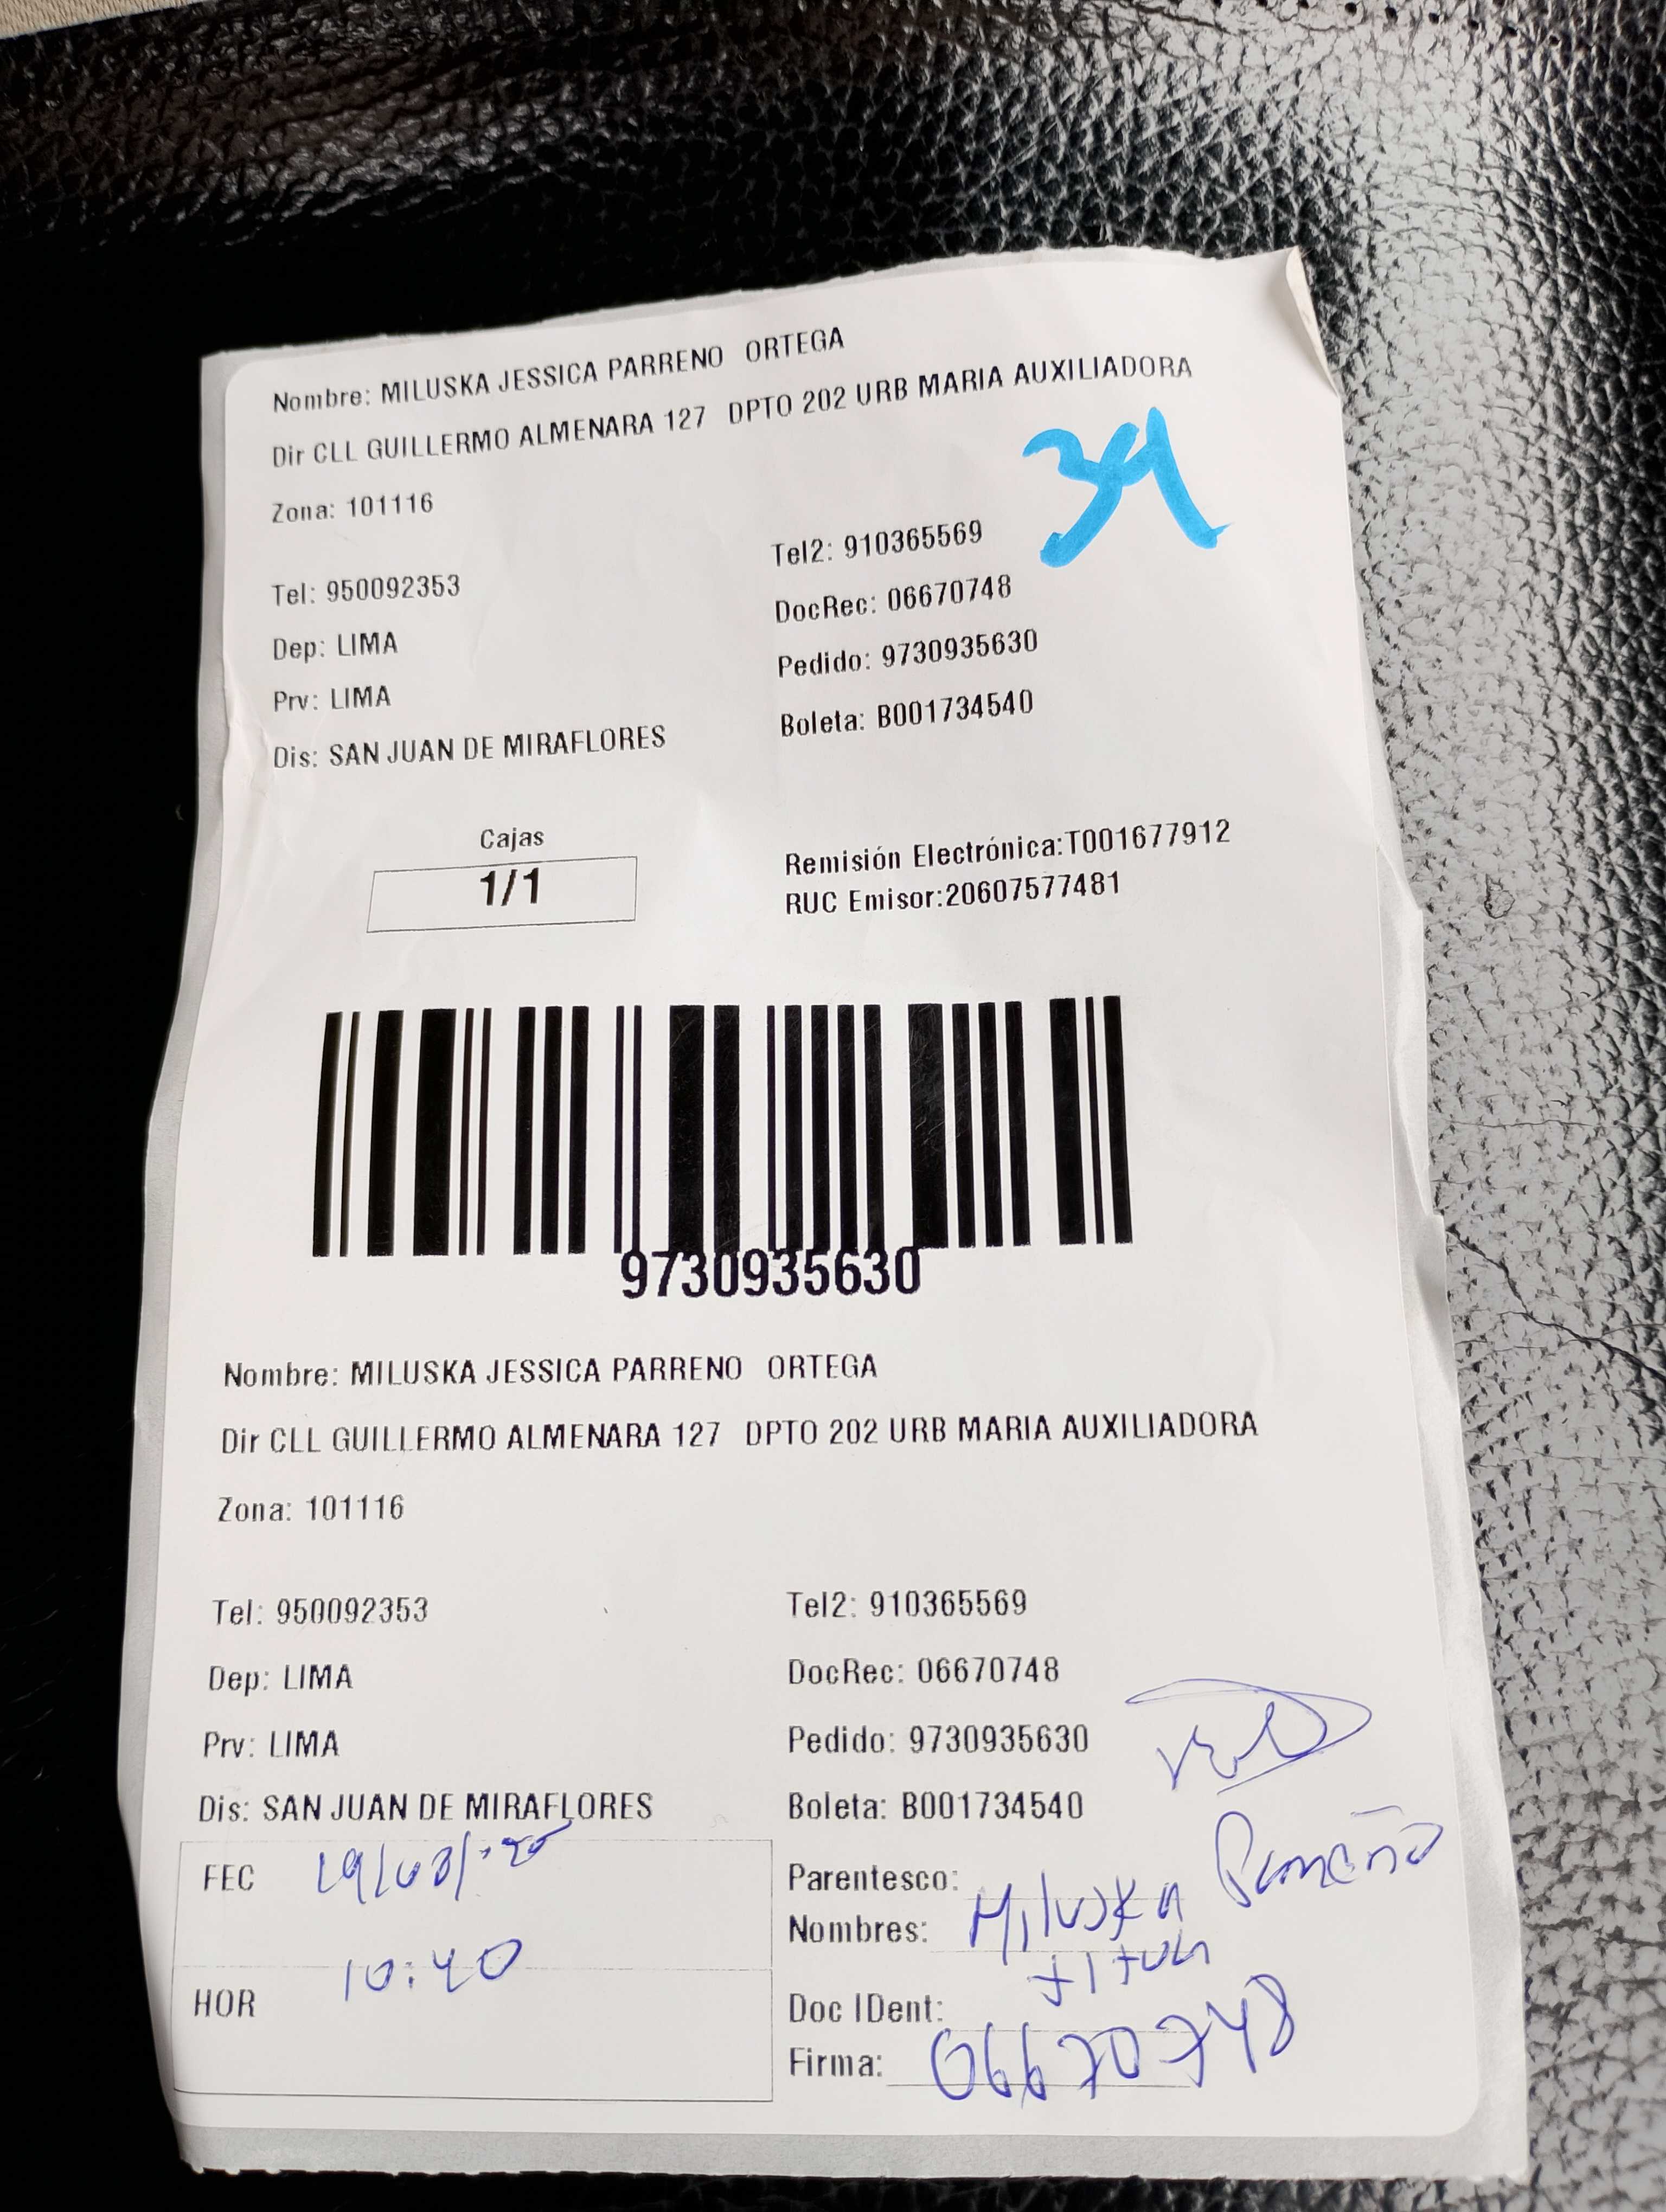 Nombre: MILUSKA JESSICA PARRENO ORTEGA
Dir CLL GUILLERMO ALMENARA 127 DPTO 202 URB MARIA AUXILIADORA
39
Zona: 101116
Tel: 950092353 Tel2: 910365569
DocRec: 06670748
Dep: LIMA Pedido: 9730935630
Prv: LIMA Boleta: B001734540
Dis: SAN JUAN DE MIRAFLORES
Cajas
1/1
Remisión Electrónica:T001677912
RUC Emisor:20607577481
9730935630
Nombre: MILUSKA JESSICA PARRENO ORTEGA
Dir CLL GUILLERMO ALMENARA 127 DPTO 202 URB MARIA AUXILIADORA
Zona: 101116
Tel: 950092353 Tel2: 910365569
Dep: LIMA DocRec: 06670748
Prv: LIMA Pedido: 9730935630
Dis: SAN JUAN DE MIRAFLORES Boleta: B001734540
FEC
HOR 10:40
Parentesco:
Nombres: Miluska Parreño
titular
Doc IDent:
Firma: 06670748